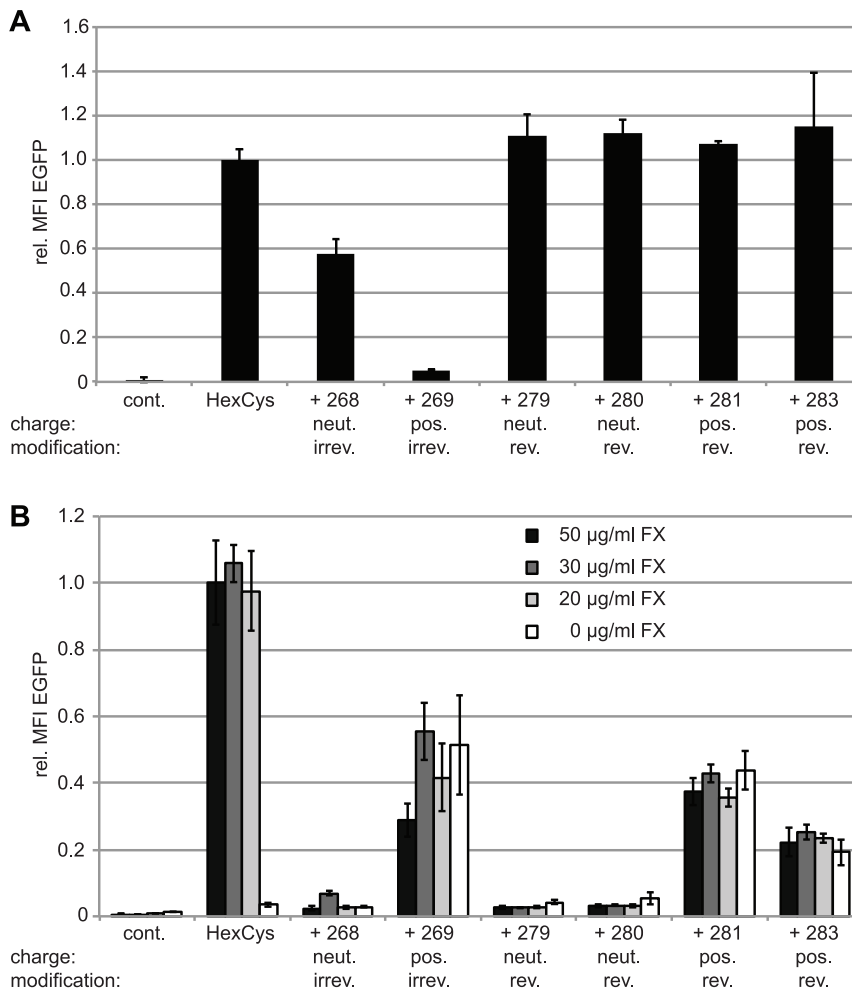 A
rel. MFI EGFP
1.6
1.4
1.2
1.0
0.8
0.6
0.4
0.2
0
cont. HexCys + 268 + 269 + 279 + 280 + 281 + 283
charge: neut. pos. neut. neut. pos. pos.
modification: irrev. irrev. rev. rev. rev. rev.
B
rel. MFI EGFP
1.2
1.0
0.8
0.6
0.4
0.2
0
50 µg/ml FX
30 µg/ml FX
20 µg/ml FX
0 µg/ml FX
cont. HexCys + 268 + 269 + 279 + 280 + 281 + 283
charge: neut. pos. neut. neut. pos. pos.
modification: irrev. irrev. rev. rev. rev. rev.